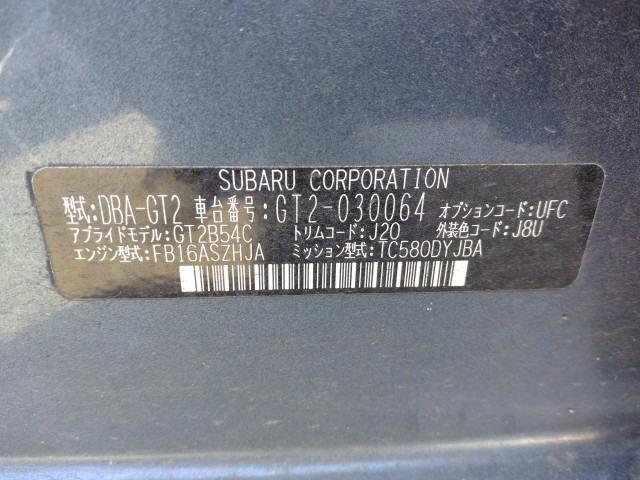 SUBARU CORPORATION
型式:DBA-GT2 車台番号:GT2-030064 オプションコード:UFC
アプライドモデル:GT2B54C トリムコード:J20 外装色コード:J8U
エンジン型式:FB16ASZHJA ミッション型式:TC580DYJBA